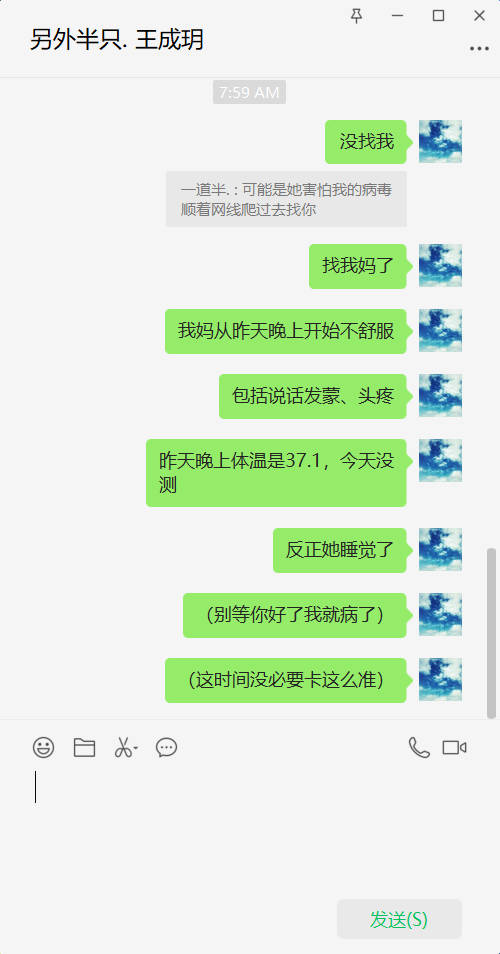 另外半只. 王成玥
7:59 AM
没找我
一道半. : 可能是她害怕我的病毒
顺着网线爬过去找你
找我妈了
我妈从昨天晚上开始不舒服
包括说话发蒙、头疼
昨天晚上体温是37.1，今天没
测
反正她睡觉了
（别等你好了我就病了）
（这时间没必要卡这么准）
发送(S)